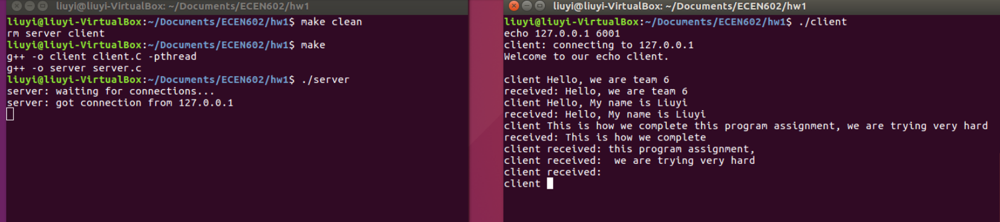 liuyi@liuyi-VirtualBox: ~/Documents/ECEN602/hw1
liuyi@liuyi-VirtualBox:~/Documents/ECEN602/hw1$ make clean
rm server client
liuyi@liuyi-VirtualBox:~/Documents/ECEN602/hw1$ make
g++ -o client client.C -pthread
g++ -o server server.c
liuyi@liuyi-VirtualBox:~/Documents/ECEN602/hw1$ ./server
server: waiting for connections...
server: got connection from 127.0.0.1
liuyi@liuyi-VirtualBox: ~/Documents/ECEN602/hw1
liuyi@liuyi-VirtualBox:~/Documents/ECEN602/hw1$ ./client
echo 127.0.0.1 6001
client: connecting to 127.0.0.1
Welcome to our echo client.
client Hello, we are team 6
received: Hello, we are team 6
client Hello, My name is Liuyi
received: Hello, My name is Liuyi
client This is how we complete this program assignment, we are trying very hard
received: This is how we complete
client received: this program assignment,
client received:  we are trying very hard
client received:
client